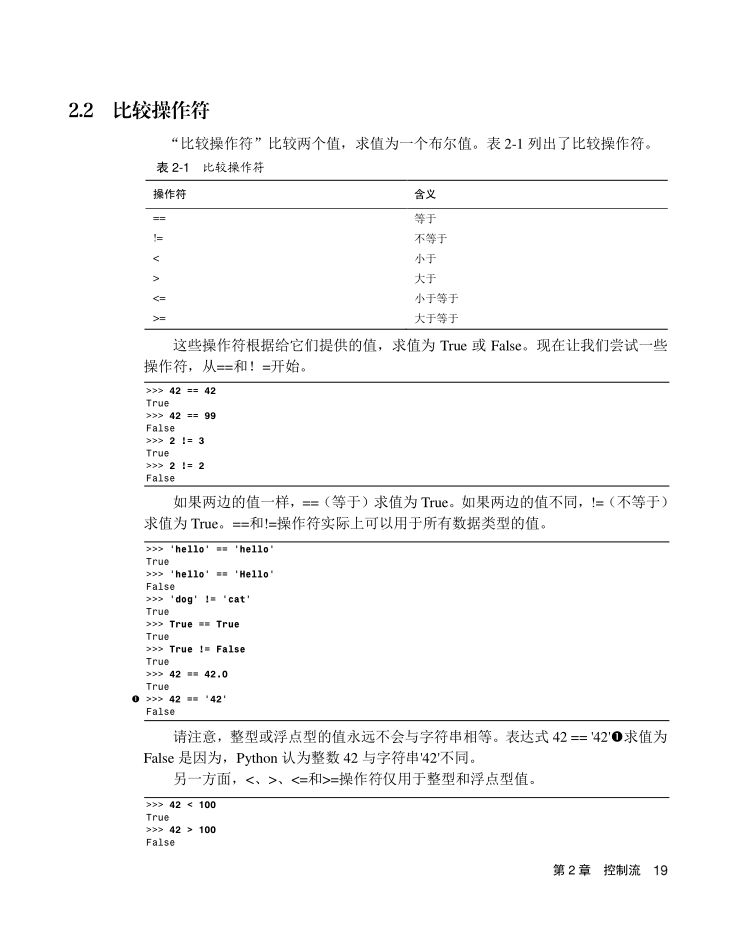 2.2 比较操作符
“比较操作符”比较两个值，求值为一个布尔值。表 2-1 列出了比较操作符。
表 2-1 比较操作符
操作符 含义
== 等于
!= 不等于
< 小于
> 大于
<= 小于等于
>= 大于等于
这些操作符根据给它们提供的值，求值为 True 或 False。现在让我们尝试一些
操作符，从==和！=开始。
>>> 42 == 42
True
>>> 42 == 99
False
>>> 2 != 3
True
>>> 2 != 2
False
如果两边的值一样，==（等于）求值为 True。如果两边的值不同，!=（不等于）
求值为 True。==和!=操作符实际上可以用于所有数据类型的值。
>>> 'hello' == 'hello'
True
>>> 'hello' == 'Hello'
False
>>> 'dog' != 'cat'
True
>>> True == True
True
>>> True != False
True
>>> 42 == 42.0
True
❶ >>> 42 == '42'
False
请注意，整型或浮点型的值永远不会与字符串相等。表达式 42 == '42'❶求值为
False 是因为，Python 认为整数 42 与字符串'42'不同。
另一方面，<、>、<=和>=操作符仅用于整型和浮点型值。
>>> 42 < 100
True
>>> 42 > 100
False
第 2 章 控制流 19